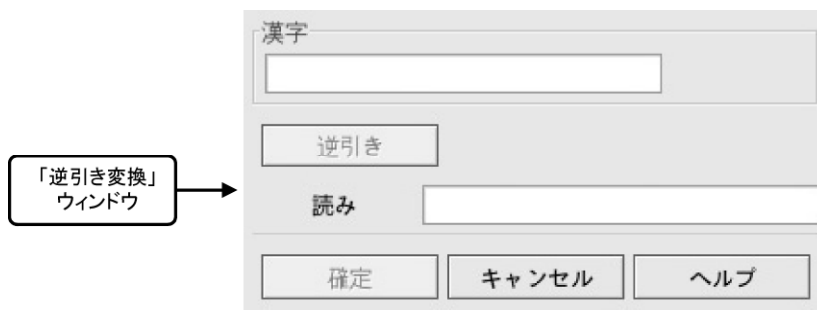 漢字
逆引き
「逆引き変換」
ウィンドウ
読み
確定 キャンセル ヘルプ